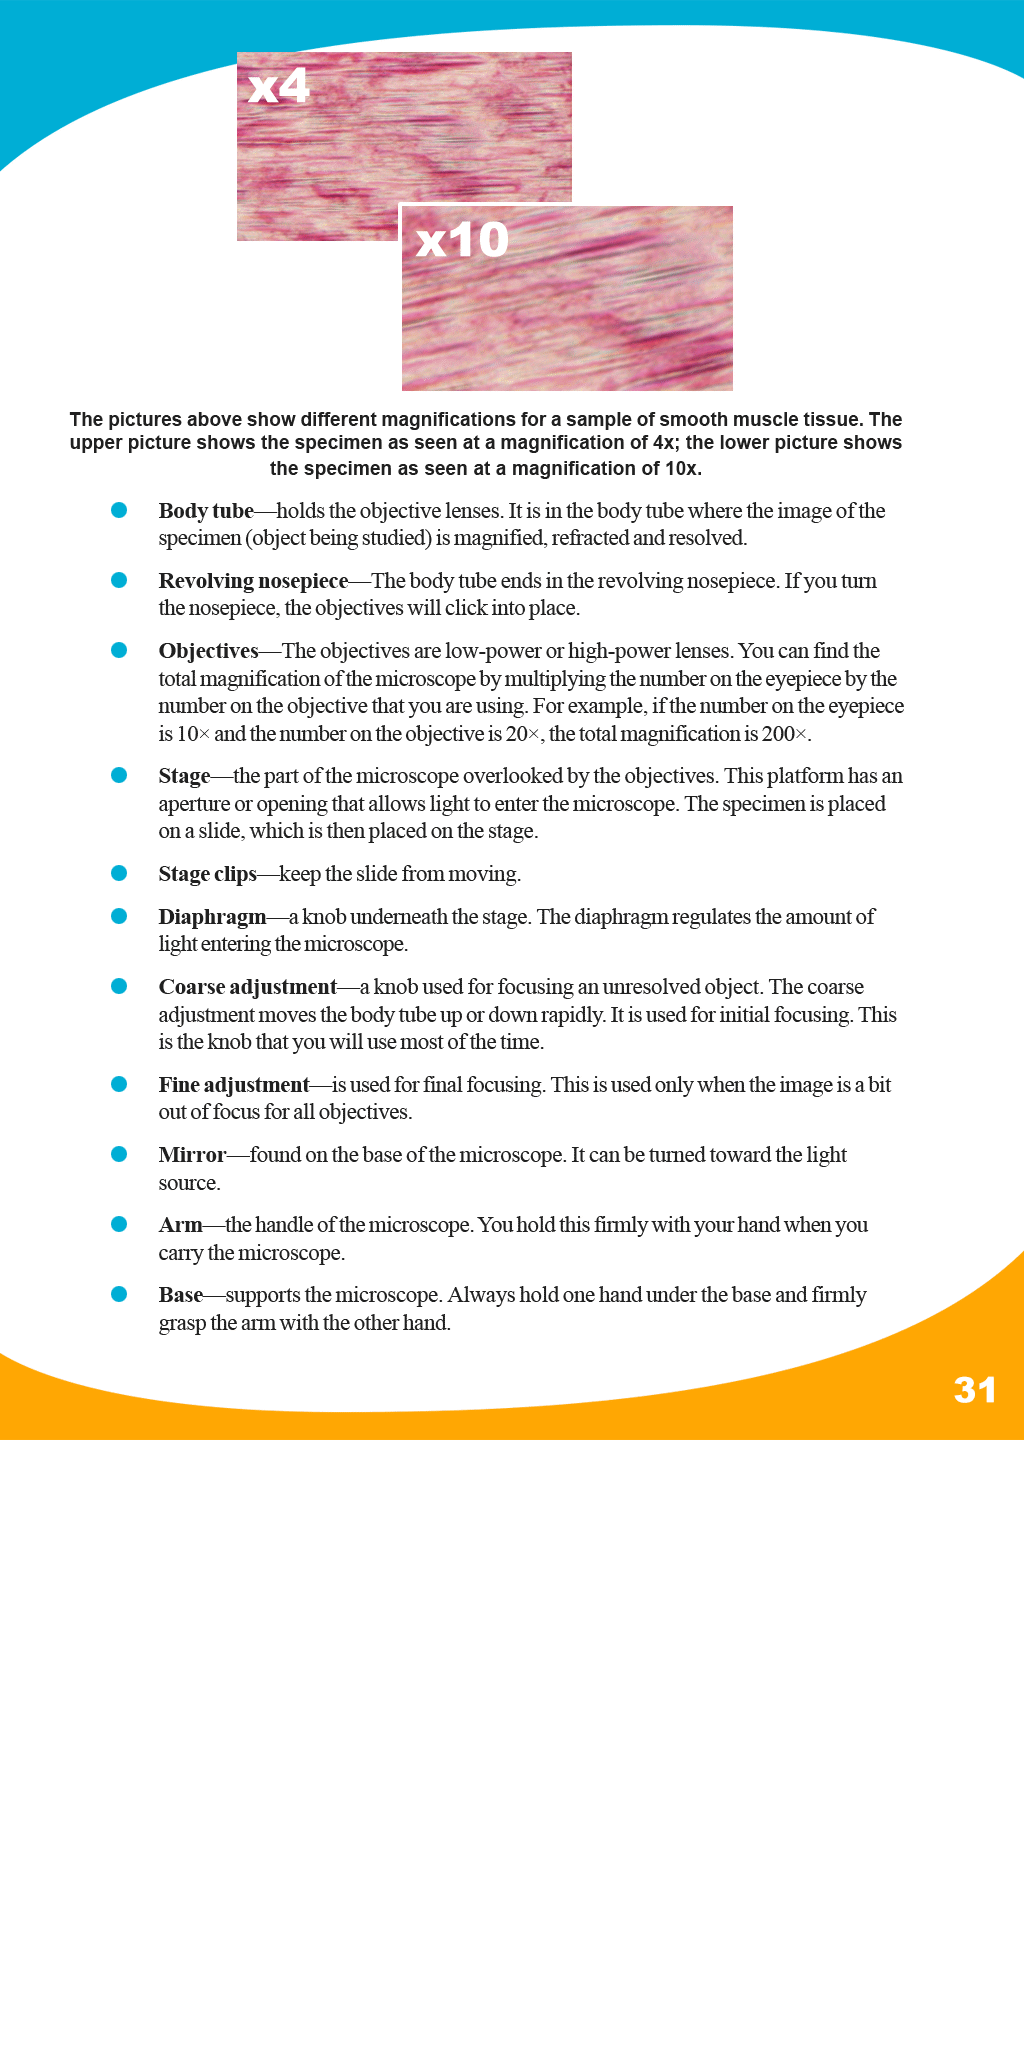 x4
x10
The pictures above show different magnifications for a sample of smooth muscle tissue. The
upper picture shows the specimen as seen at a magnification of 4x; the lower picture shows
the specimen as seen at a magnification of 10x.
Body tube—holds the objective lenses. It is in the body tube where the image of the
specimen (object being studied) is magnified, refracted and resolved.
Revolving nosepiece—The body tube ends in the revolving nosepiece. If you turn
the nosepiece, the objectives will click into place.
Objectives—The objectives are low-power or high-power lenses. You can find the
total magnification of the microscope by multiplying the number on the eyepiece by the
number on the objective that you are using. For example, if the number on the eyepiece
is 10× and the number on the objective is 20×, the total magnification is 200×.
Stage—the part of the microscope overlooked by the objectives. This platform has an
aperture or opening that allows light to enter the microscope. The specimen is placed
on a slide, which is then placed on the stage.
Stage clips—keep the slide from moving.
Diaphragm—a knob underneath the stage. The diaphragm regulates the amount of
light entering the microscope.
Coarse adjustment—a knob used for focusing an unresolved object. The coarse
adjustment moves the body tube up or down rapidly. It is used for initial focusing. This
is the knob that you will use most of the time.
Fine adjustment—is used for final focusing. This is used only when the image is a bit
out of focus for all objectives.
Mirror—found on the base of the microscope. It can be turned toward the light
source.
Arm—the handle of the microscope. You hold this firmly with your hand when you
carry the microscope.
Base—supports the microscope. Always hold one hand under the base and firmly
grasp the arm with the other hand.
31